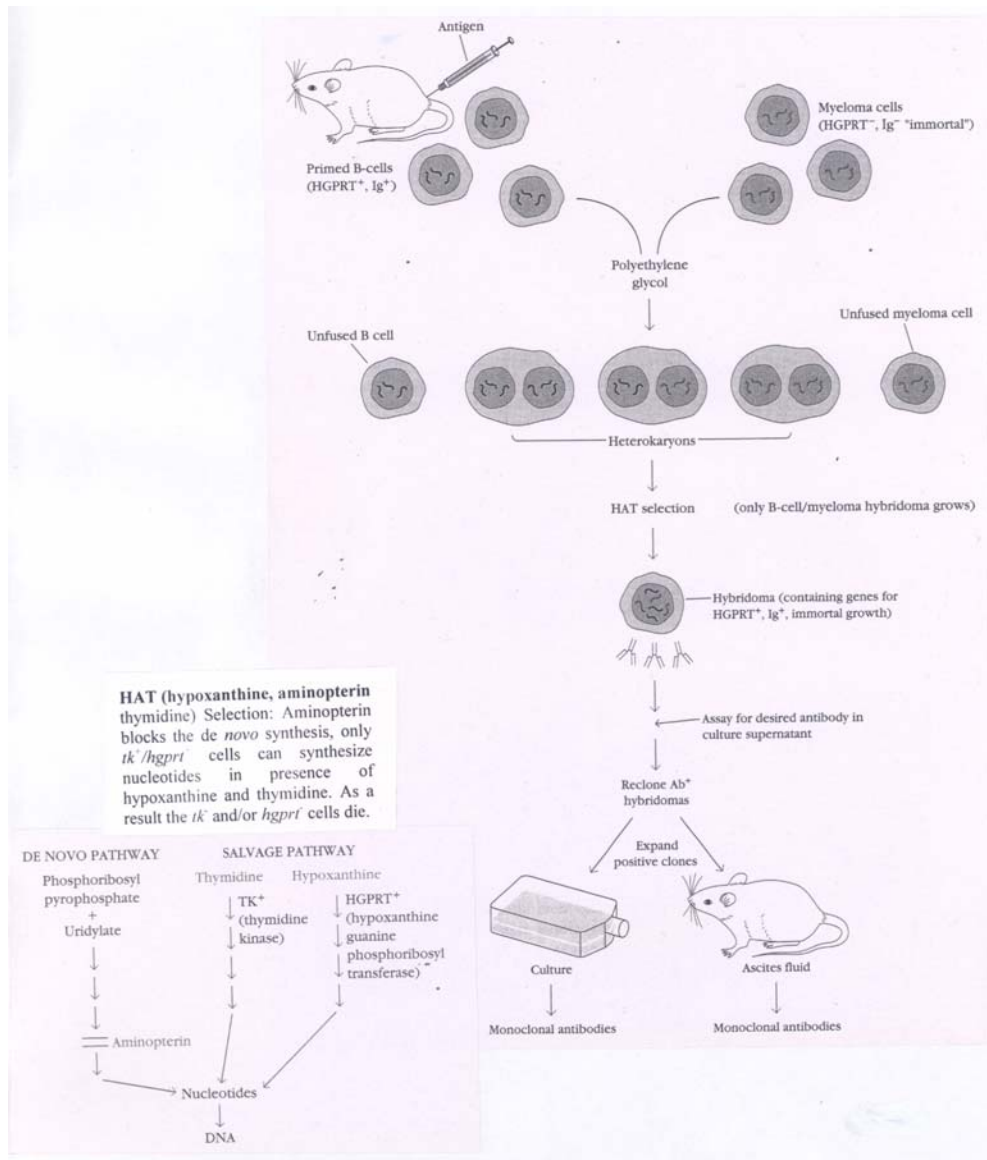 Antigen
Myeloma cells
(HGPRT⁻, Ig⁻ "immortal")
Primed B-cells
(HGPRT⁺, Ig⁺)
Polyethylene
glycol
Unfused B cell
Unfused myeloma cell
Heterokaryons
HAT selection (only B-cell/myeloma hybridoma grows)
Hybridoma (containing genes for
HGPRT⁺, Ig⁺, immortal growth)
Assay for desired antibody in
culture supernatant
Reclone Ab⁺
hybridomas
Expand
positive clones
Culture
Ascites fluid
Monoclonal antibodies
Monoclonal antibodies
HAT (hypoxanthine, aminopterin
thymidine) Selection: Aminopterin
blocks the de novo synthesis, only
tk⁺/hgprt cells can synthesize
nucleotides in presence of
hypoxanthine and thymidine. As a
result the tk⁻ and/or hgprt⁻ cells die.
DE NOVO PATHWAY
Phosphoribosyl
pyrophosphate
+
Uridylate
Aminopterin
SALVAGE PATHWAY
Thymidine Hypoxanthine
TK⁺
(thymidine
kinase)
HGPRT⁺
(hypoxanthine
guanine
phosphoribosyl
transferase)
Nucleotides
DNA